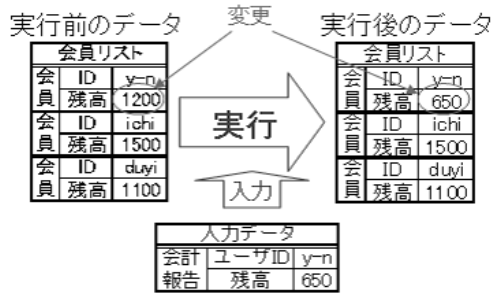 実行前のデータ
変更
実行後のデータ
会員リスト
会員 ID y-n
残高 1200
会員 ID ichi
残高 1500
会員 ID duyi
残高 1100
実行
入力
会員リスト
会員 ID y-n
残高 650
会員 ID ichi
残高 1500
会員 ID duyi
残高 1100
入力データ
会計報告 ユーザID y-n
残高 650